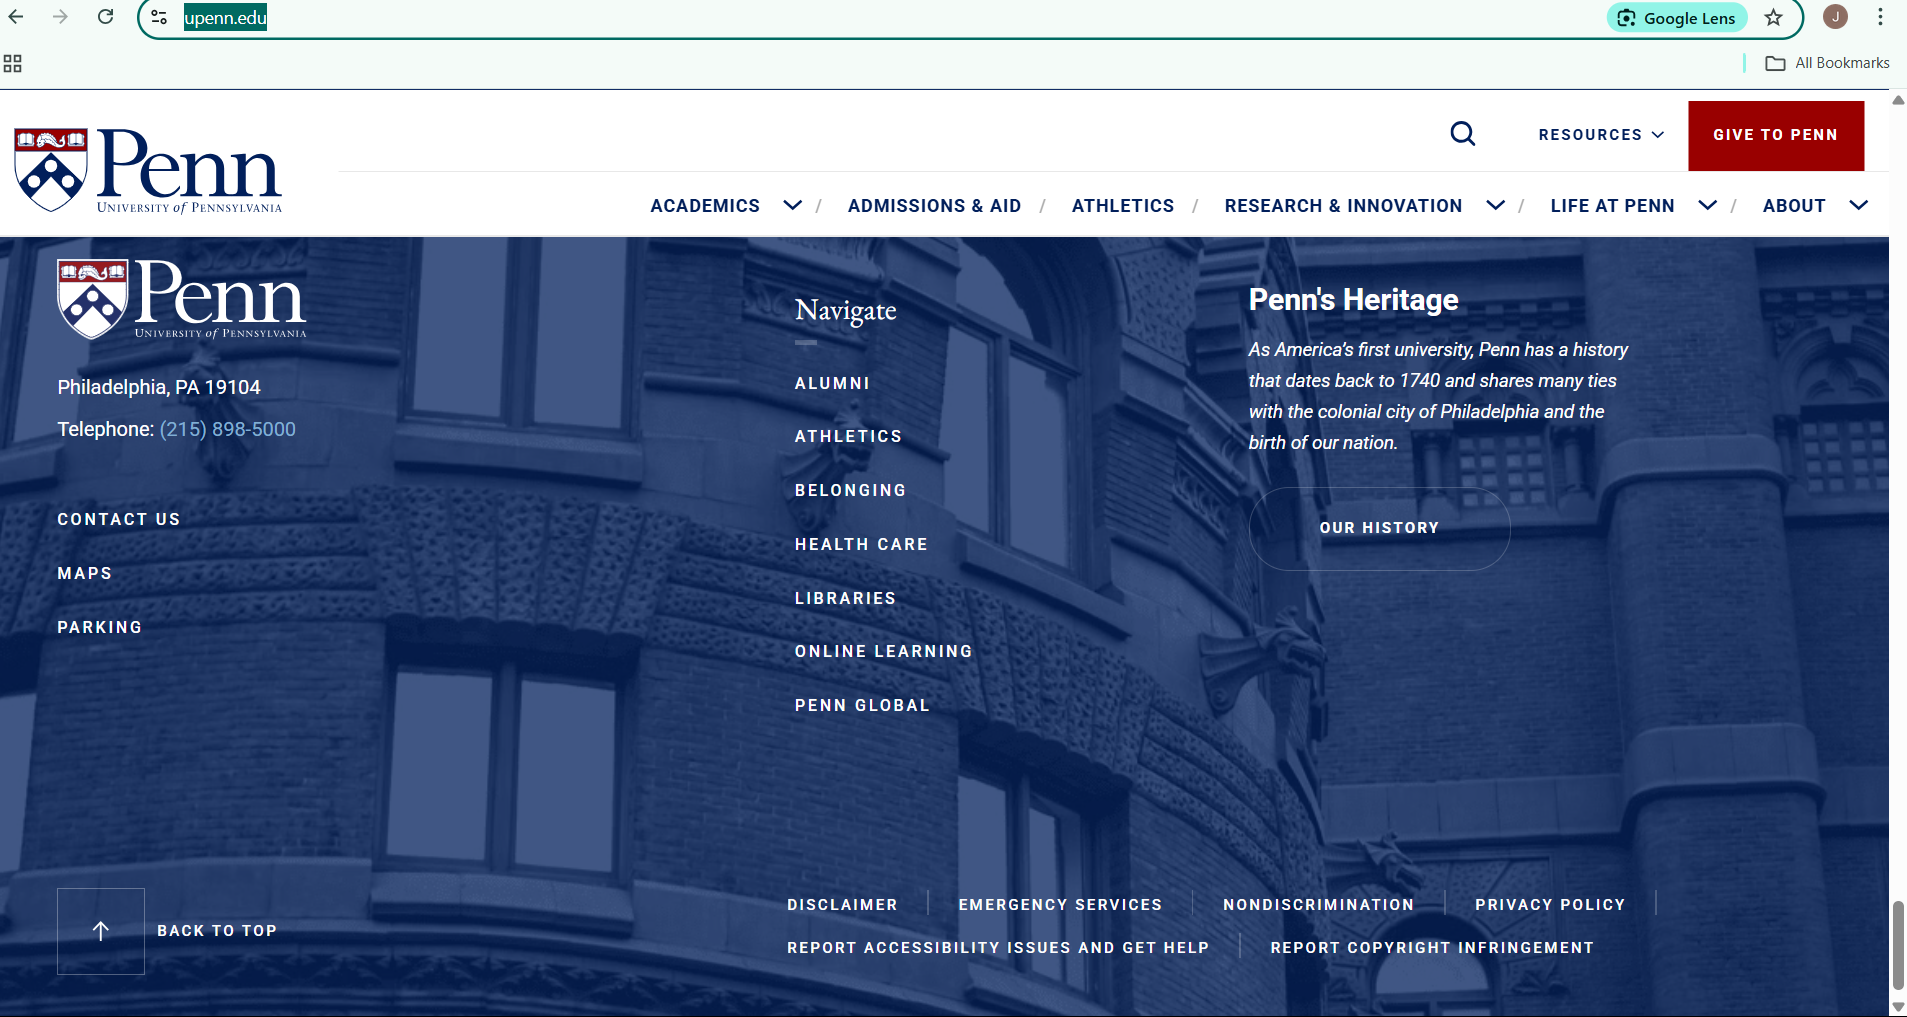 upenn.edu
Google Lens
J
All Bookmarks
Penn
UNIVERSITY of PENNSYLVANIA
RESOURCES
GIVE TO PENN
ACADEMICS / ADMISSIONS & AID / ATHLETICS / RESEARCH & INNOVATION / LIFE AT PENN / ABOUT
Penn
UNIVERSITY of PENNSYLVANIA
Philadelphia, PA 19104
Telephone: (215) 898-5000
CONTACT US
MAPS
PARKING
Navigate
ALUMNI
ATHLETICS
BELONGING
HEALTH CARE
LIBRARIES
ONLINE LEARNING
PENN GLOBAL
Penn's Heritage
As America's first university, Penn has a history
that dates back to 1740 and shares many ties
with the colonial city of Philadelphia and the
birth of our nation.
OUR HISTORY
BACK TO TOP
DISCLAIMER | EMERGENCY SERVICES | NONDISCRIMINATION | PRIVACY POLICY |
REPORT ACCESSIBILITY ISSUES AND GET HELP | REPORT COPYRIGHT INFRINGEMENT